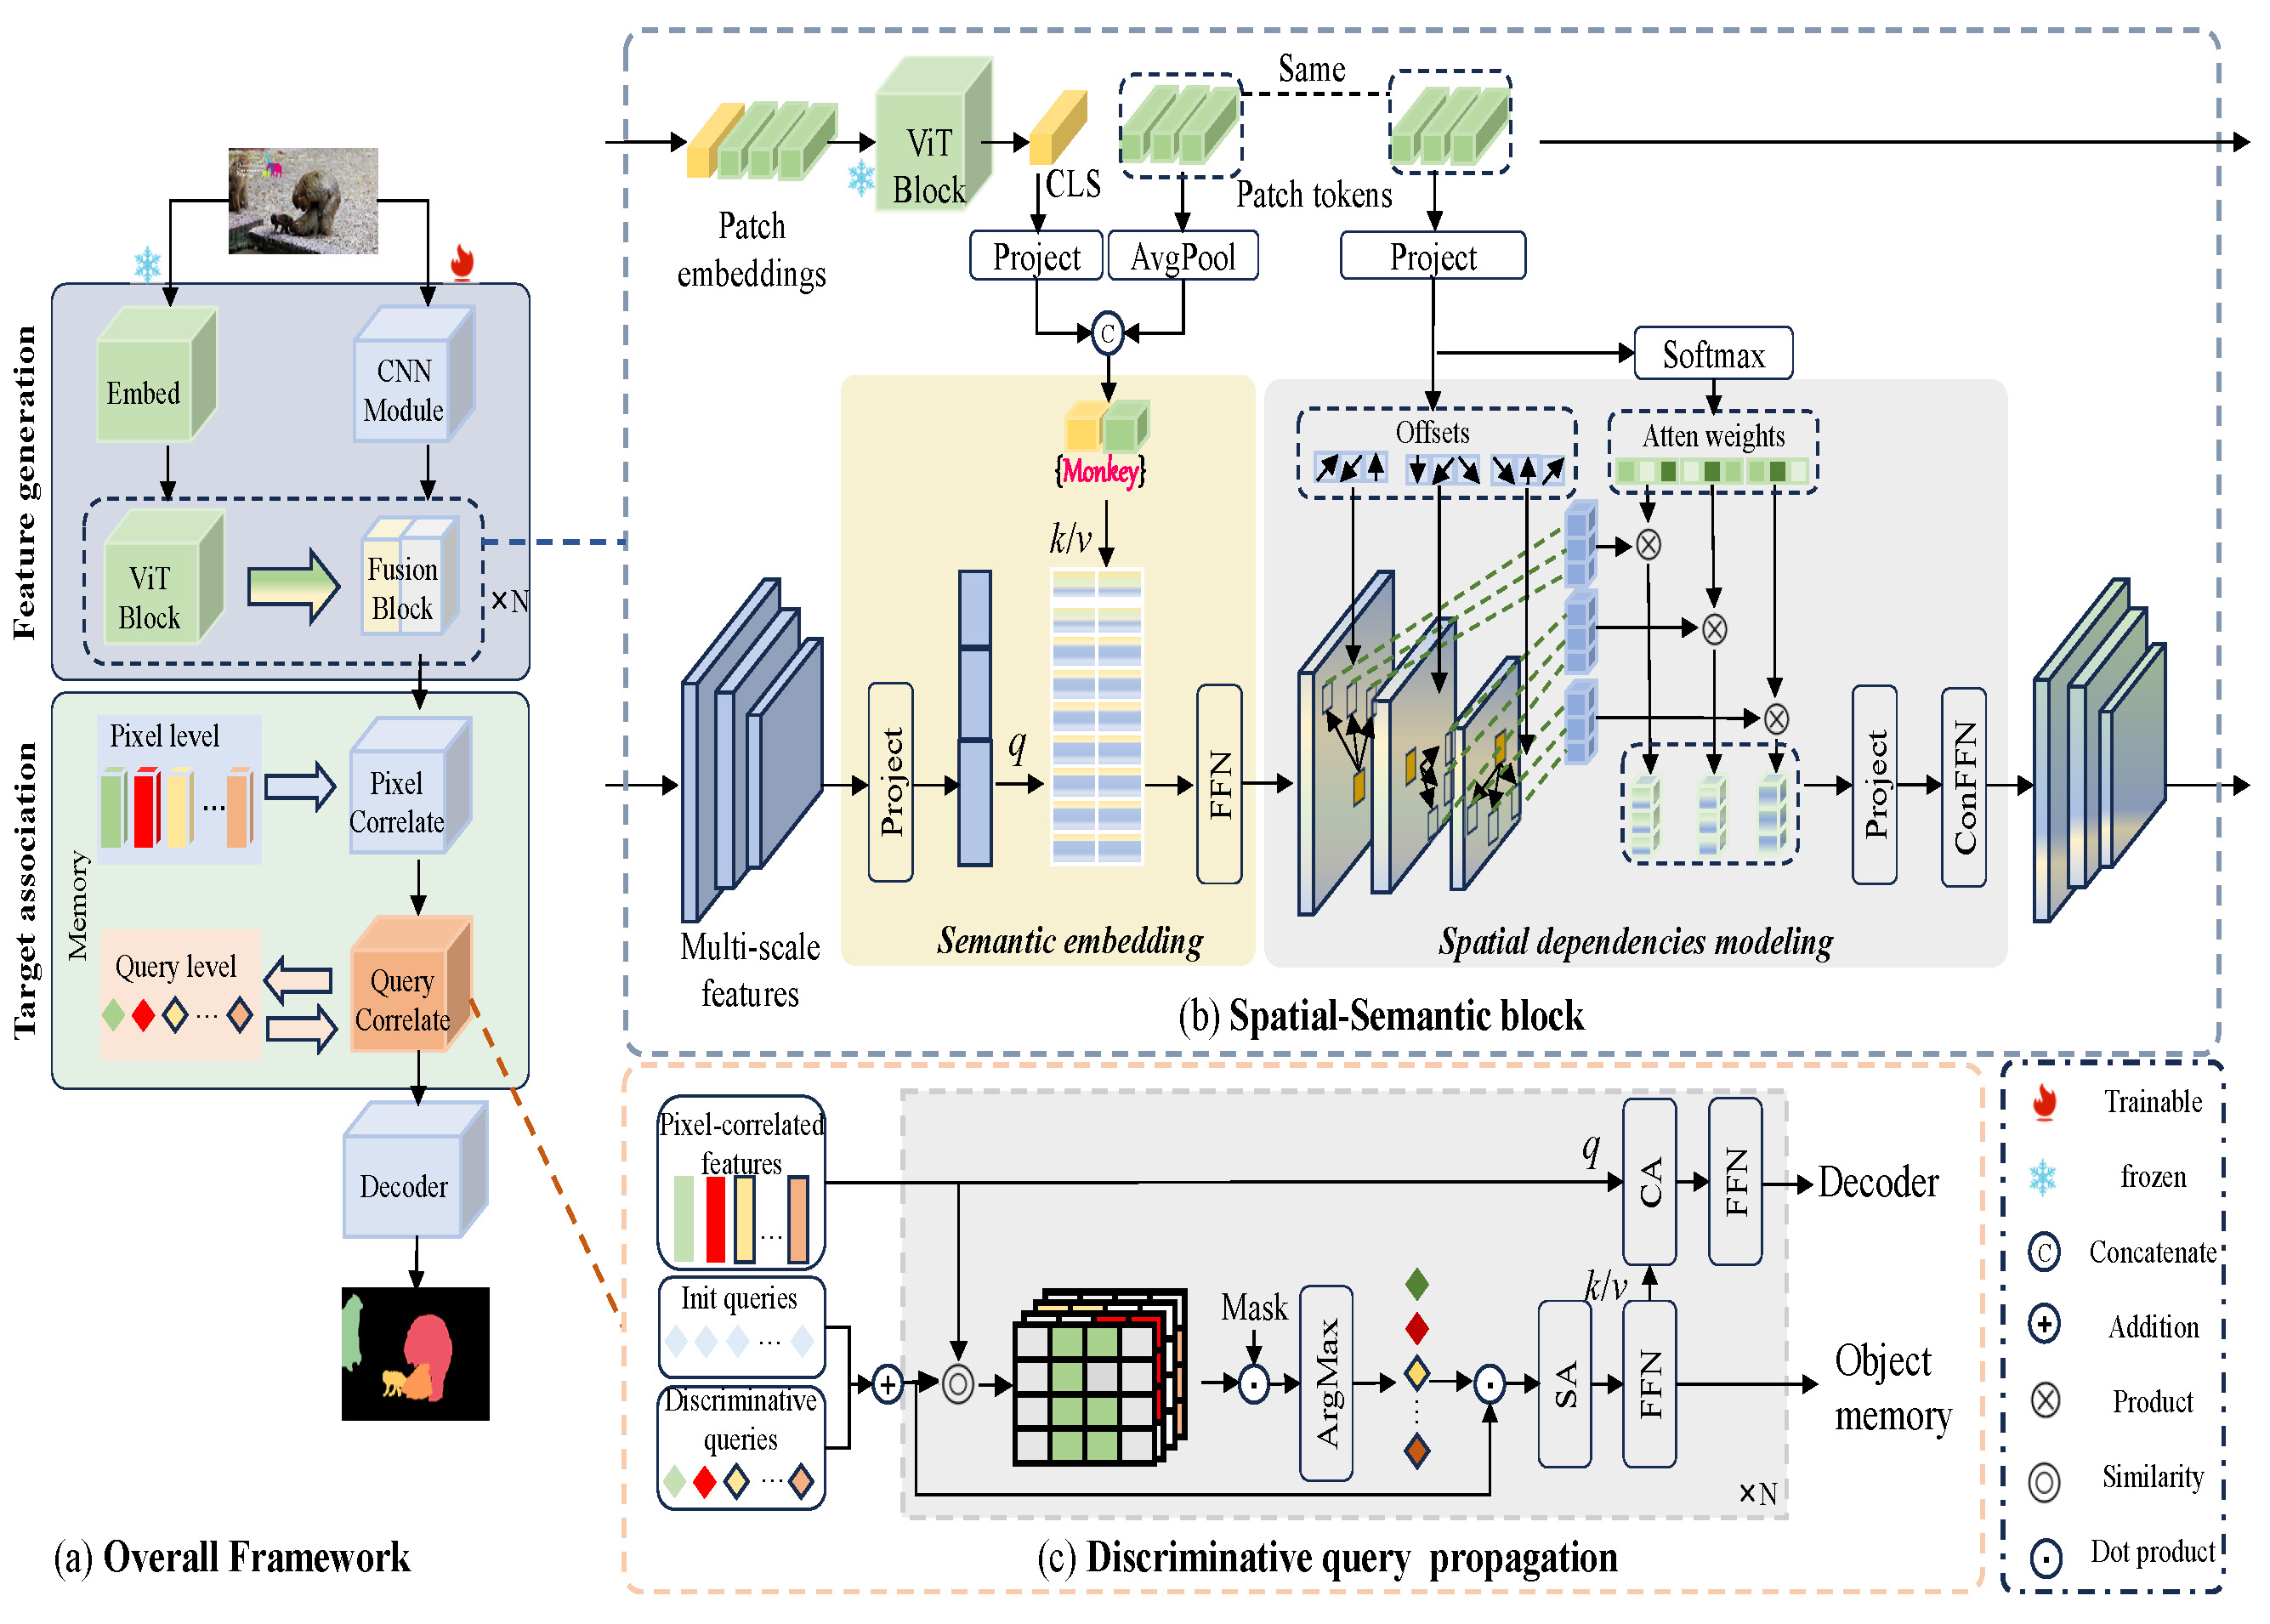 Feature generation
Embed
CNN
Module
ViT
Block
Fusion
Block
×N
Target association
Memory
Pixel level
...
Pixel
Correlate
Query level
...
Query
Correlate
Decoder
(a) Overall Framework
Patch
embeddings
ViT
Block
CLS
Same
Patch tokens
Project
AvgPool
Project
C
Softmax
{Monkey}
k/v
Offsets
Atten weights
Multi-scale
features
Project
q
FFN
Semantic embedding
Spatial dependencies modeling
Project
ConFFN
(b) Spatial-Semantic block
Pixel-correlated
features
...
Init queries
...
Discriminative
queries
...
Mask
ArgMax
SA
FFN
k/v
q
CA
FFN
Decoder
Object
memory
×N
(c) Discriminative query propagation
Trainable
frozen
C Concatenate
Addition
Product
Similarity
Dot product